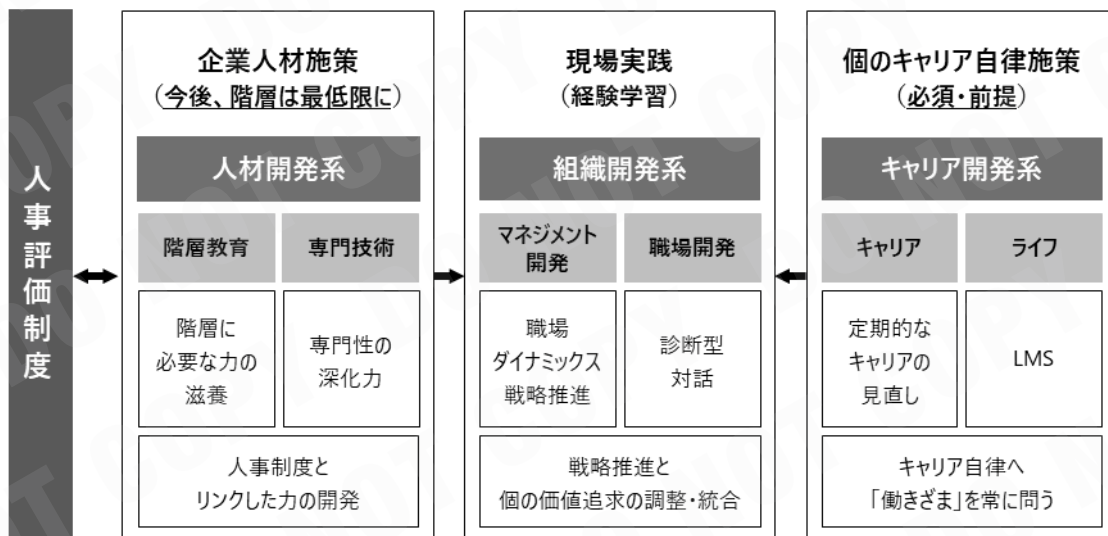 人事評価制度
企業人材施策
（今後、階層は最低限に）
人材開発系
階層教育
専門技術
階層に
必要な力の
滋養
専門性の
深化力
人事制度と
リンクした力の開発
現場実践
（経験学習）
組織開発系
マネジメント
開発
職場開発
職場
ダイナミックス
戦略推進
診断型
対話
戦略推進と
個の価値追求の調整・統合
個のキャリア自律施策
（必須・前提）
キャリア開発系
キャリア
ライフ
定期的な
キャリアの
見直し
LMS
キャリア自律へ
「働きざま」を常に問う
DO NOT COPY